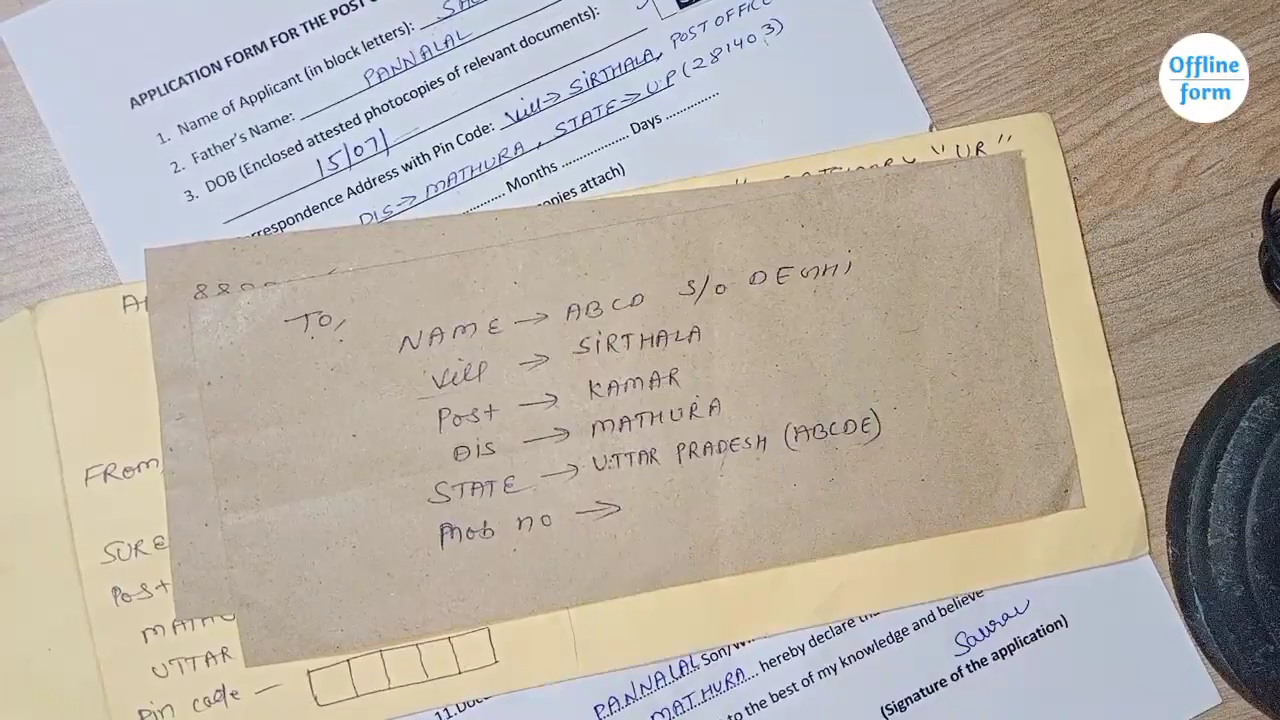 Offline
form
APPLICATION FORM FOR THE POST
1. Name of Applicant (in block letters):
2. Father's Name: PANNALAL
3. DOB (Enclosed attested photocopies of relevant documents):
15/07/
Correspondence Address with Pin Code: Vill→ SIRTHALA, POST OFFICE
DIS→ MATHURA, STATE→ U.P (281403)
Months Days
copies attach)
"UR"
TO,
NAME → ABCD S/O DELHI
Vill → SIRTHALA
Post → KAMAR
DIS → MATHURA
STATE → UTTAR PRADESH (ABCDE)
Mob no →
FROM,
SURE
Post
UTTAR
Pin code –
PANNALAL son/
MATHURA hereby declare
to the best of my knowledge and believe
Saurav
(Signature of the application)